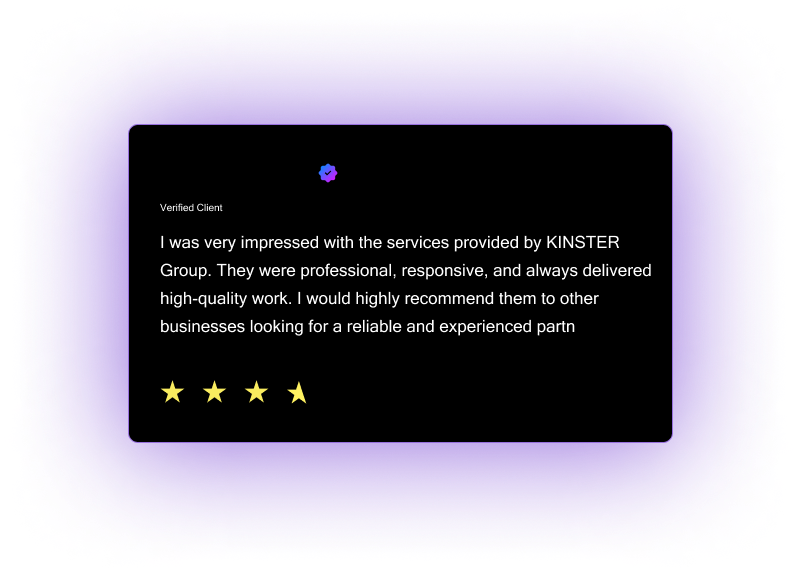 Verified Client
I was very impressed with the services provided by KINSTER
Group. They were professional, responsive, and always delivered
high-quality work. I would highly recommend them to other
businesses looking for a reliable and experienced partn